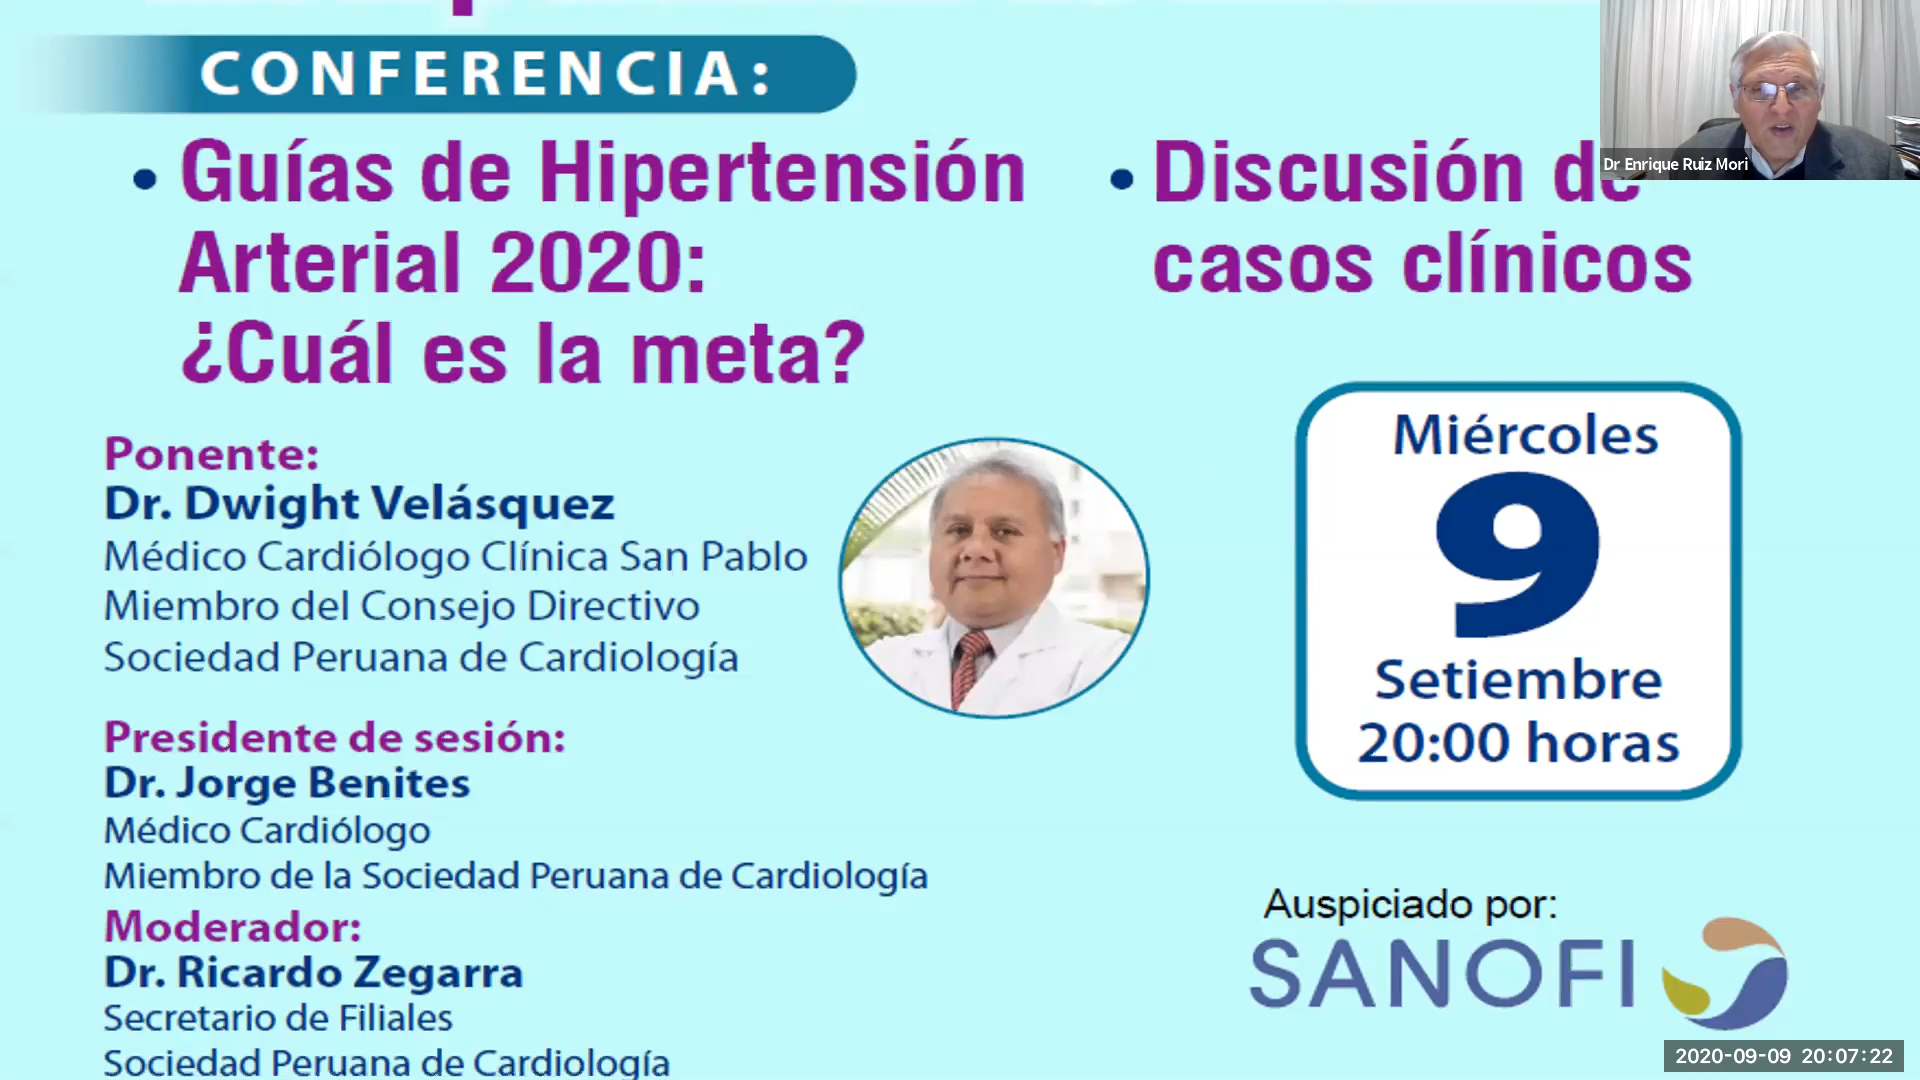 CONFERENCIA:
• Guías de Hipertensión
Arterial 2020:
¿Cuál es la meta?
• Discusión de
casos clínicos
Dr Enrique Ruiz Mori
Ponente:
Dr. Dwight Velásquez
Médico Cardiólogo Clínica San Pablo
Miembro del Consejo Directivo
Sociedad Peruana de Cardiología
Miércoles
9
Setiembre
20:00 horas
Presidente de sesión:
Dr. Jorge Benites
Médico Cardiólogo
Miembro de la Sociedad Peruana de Cardiología
Moderador:
Dr. Ricardo Zegarra
Secretario de Filiales
Sociedad Peruana de Cardiología
Auspiciado por:
SANOFI
2020-09-09 20:07:22